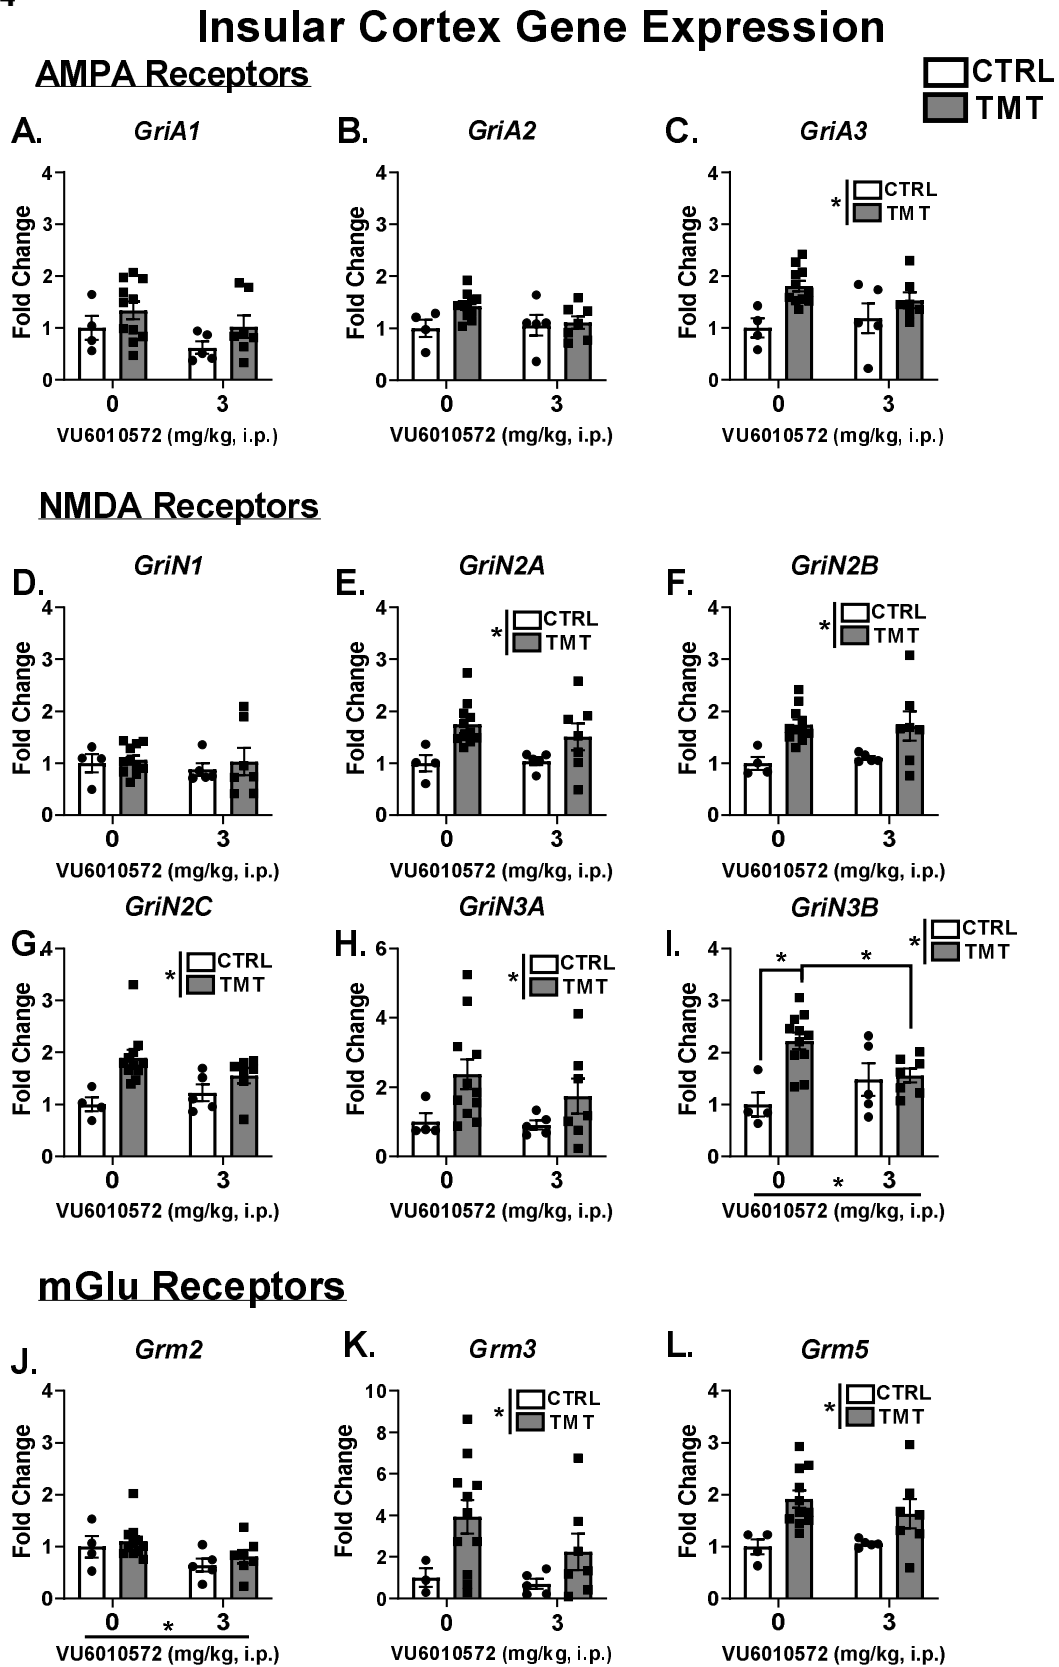 Insular Cortex Gene Expression
AMPA Receptors
CTRL
TMT
A.
GriA1
B.
GriA2
C.
GriA3
4
3
2
1
0
Fold Change
0
3
VU6010572 (mg/kg, i.p.)
4
3
2
1
0
Fold Change
0
3
VU6010572 (mg/kg, i.p.)
4
3
2
1
0
Fold Change
* CTRL
TMT
0
3
VU6010572 (mg/kg, i.p.)
NMDA Receptors
D.
GriN1
E.
GriN2A
F.
GriN2B
4
3
2
1
0
Fold Change
0
3
VU6010572 (mg/kg, i.p.)
4
3
2
1
0
Fold Change
* CTRL
TMT
0
3
VU6010572 (mg/kg, i.p.)
4
3
2
1
0
Fold Change
* CTRL
TMT
0
3
VU6010572 (mg/kg, i.p.)
G.
GriN2C
H.
GriN3A
I.
GriN3B
4
3
2
1
0
Fold Change
* CTRL
TMT
0
3
VU6010572 (mg/kg, i.p.)
6
4
2
0
Fold Change
* CTRL
TMT
0
3
VU6010572 (mg/kg, i.p.)
4
3
2
1
0
Fold Change
* CTRL
TMT
*
*
0
3
*
VU6010572 (mg/kg, i.p.)
mGlu Receptors
J.
Grm2
K.
Grm3
L.
Grm5
4
3
2
1
0
Fold Change
0
3
*
VU6010572 (mg/kg, i.p.)
10
8
6
4
2
0
Fold Change
* CTRL
TMT
0
3
VU6010572 (mg/kg, i.p.)
4
3
2
1
0
Fold Change
* CTRL
TMT
0
3
VU6010572 (mg/kg, i.p.)